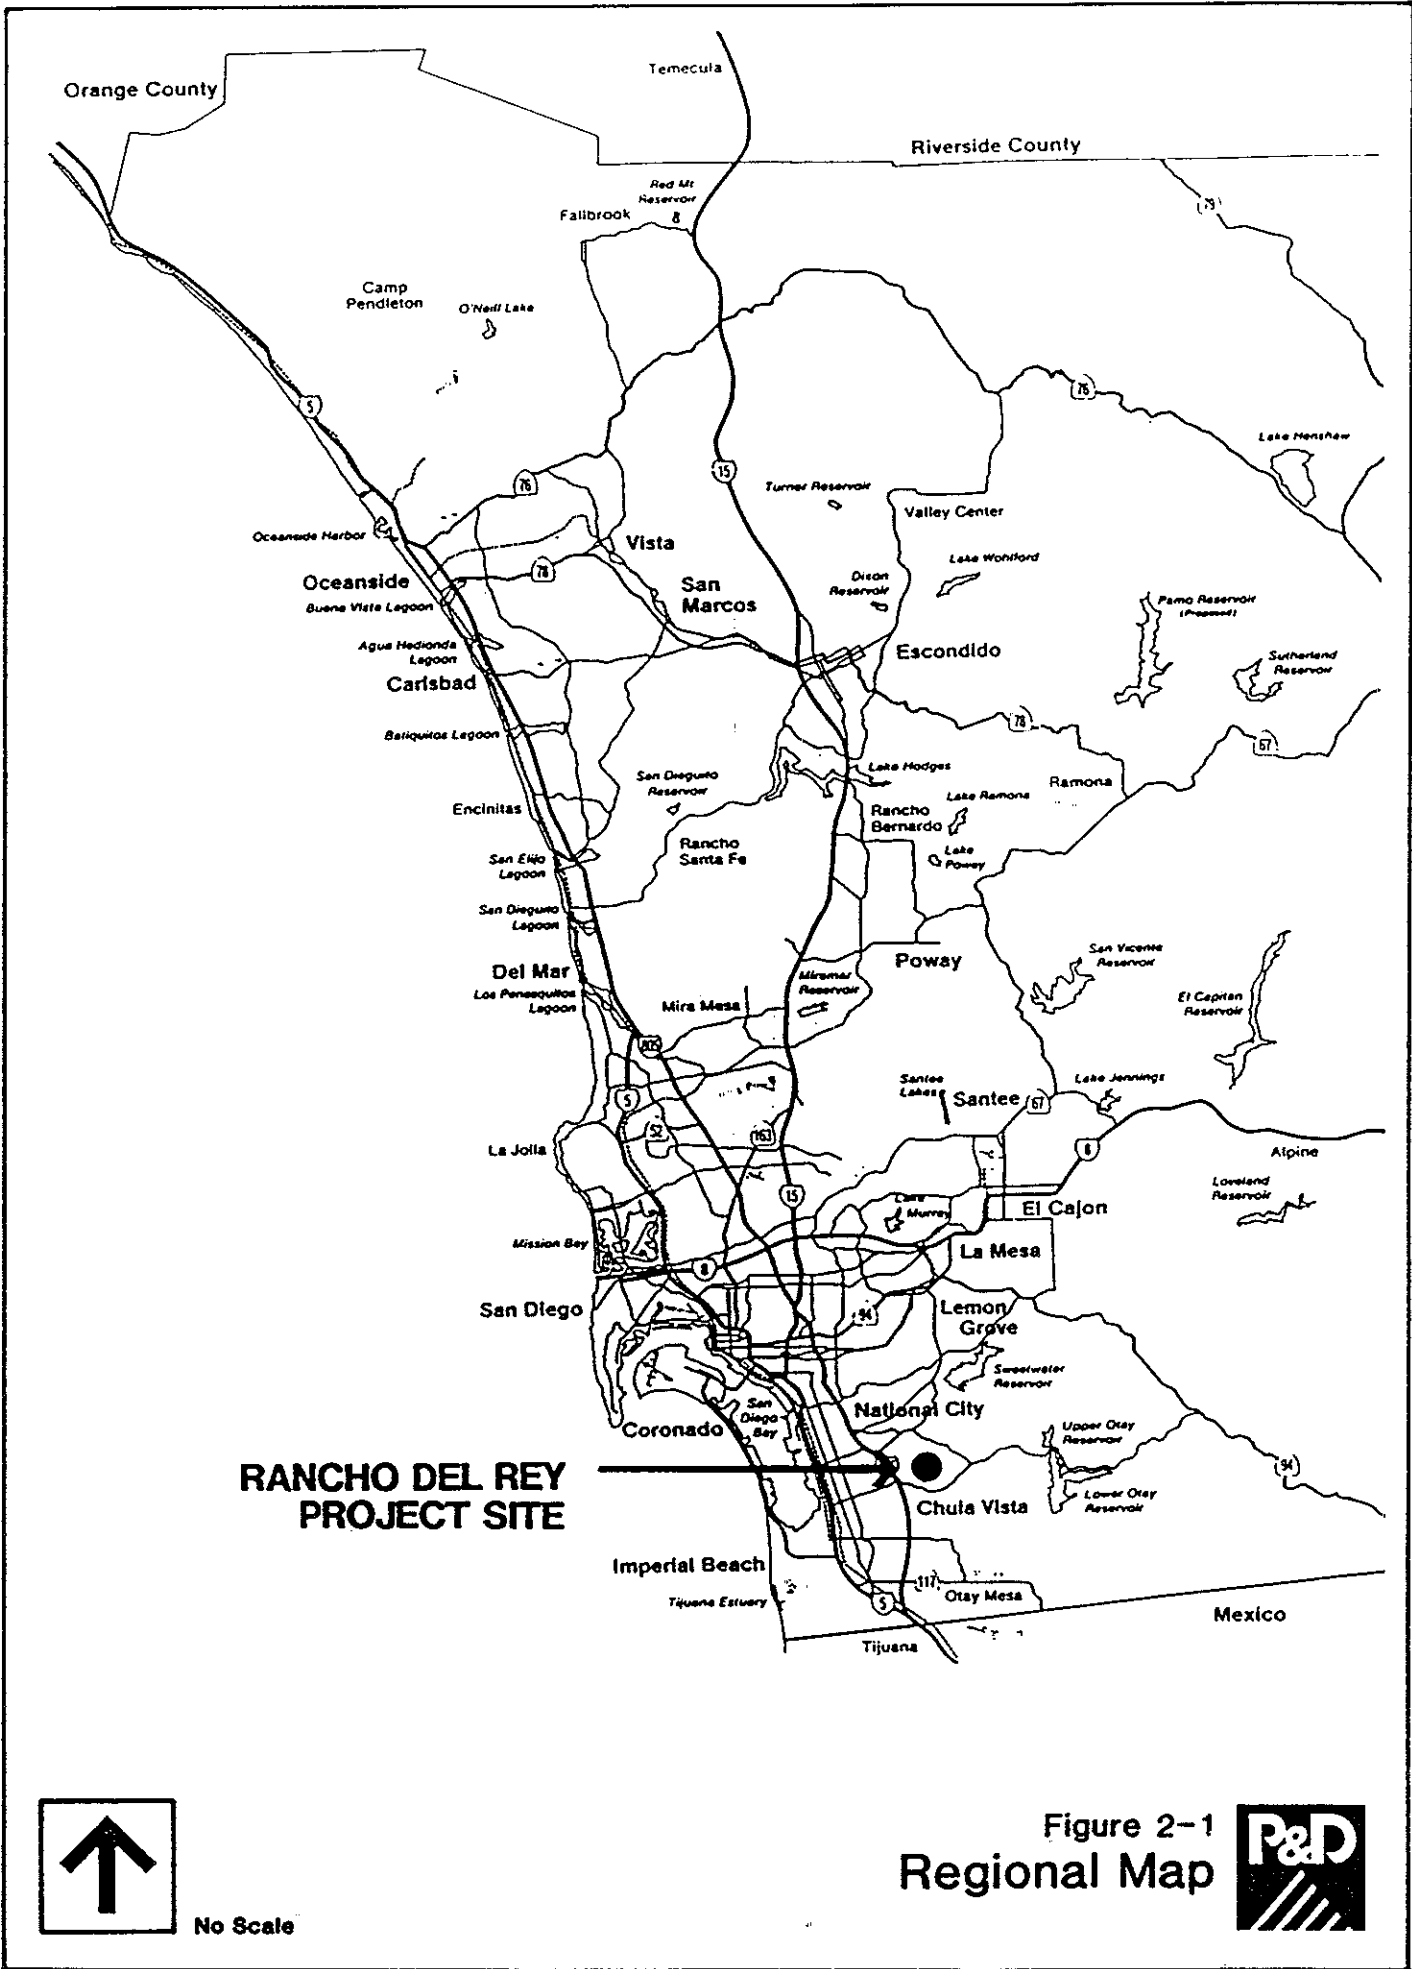 Temecula
Orange County
Riverside County
Red Mt
Reservoir
79
Fallbrook
Camp
Pendleton
O'Neill Lake
5
76
Lake Henshaw
15
76
Turner Reservoir
Valley Center
Oceanside Harbor
Vista
Lake Wohlford
78
Oceanside
San
Marcos
Dixon
Reservoir
Buena Vista Lagoon
Pamo Reservoir
(Proposed)
Agua Hedionda
Lagoon
Escondido
Sutherland
Reservoir
Carlsbad
78
Batiquitos Lagoon
67
Lake Hodges
San Dieguito
Reservoir
Ramona
Encinitas
Lake Ramona
Rancho
Bernardo
Rancho
Santa Fe
Lake
Poway
San Elijo
Lagoon
San Dieguito
Lagoon
Poway
San Vicente
Reservoir
Del Mar
Los Penasquitos
Lagoon
Miramar
Reservoir
Mira Mesa
El Capitan
Reservoir
805
Santee
Lakes
Santee
67
Lake Jennings
5
52
163
La Jolla
8
Alpine
15
Loveland
Reservoir
Lake
Murray
El Cajon
Mission Bay
La Mesa
8
San Diego
94
Lemon
Grove
Sweetwater
Reservoir
National City
San
Diego
Bay
Coronado
Upper Otay
Reservoir
94
RANCHO DEL REY
PROJECT SITE
Lower Otay
Reservoir
Chula Vista
Imperial Beach
117
Otay Mesa
Tijuana Estuary
5
Mexico
Tijuana
Figure 2-1
Regional Map
P&D
No Scale